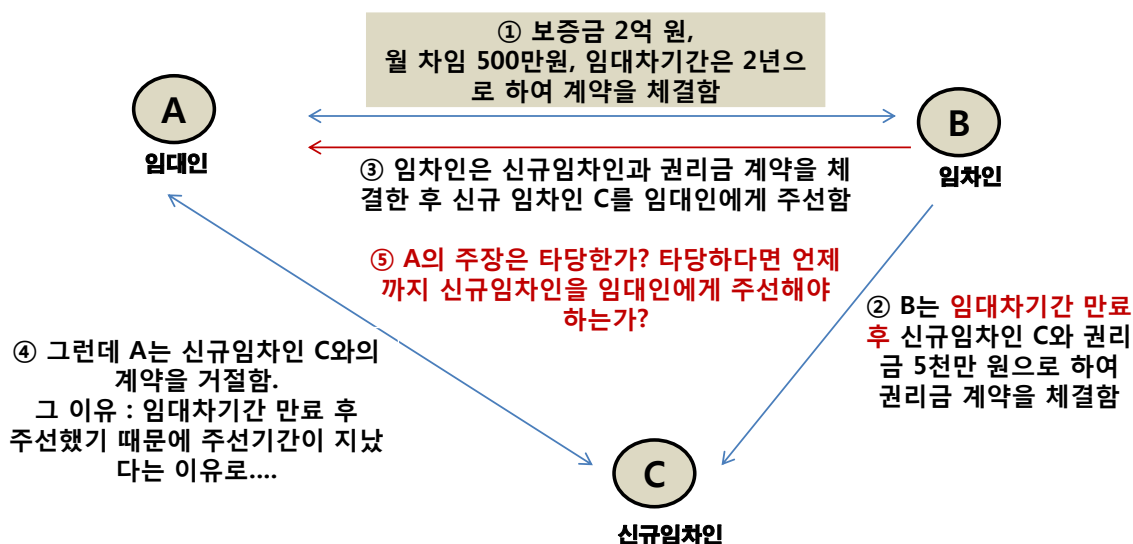 ① 보증금 2억 원,
월 차임 500만원, 임대차기간은 2년으
로 하여 계약을 체결함
A
임대인
B
임차인
③ 임차인은 신규임차인과 권리금 계약을 체
결한 후 신규 임차인 C를 임대인에게 주선함
⑤ A의 주장은 타당한가? 타당하다면 언제
까지 신규임차인을 임대인에게 주선해야
하는가?
② B는 임대차기간 만료
후 신규임차인 C와 권리
금 5천만 원으로 하여
권리금 계약을 체결함
④ 그런데 A는 신규임차인 C와의
계약을 거절함.
그 이유 : 임대차기간 만료 후
주선했기 때문에 주선기간이 지났
다는 이유로....
C
신규임차인